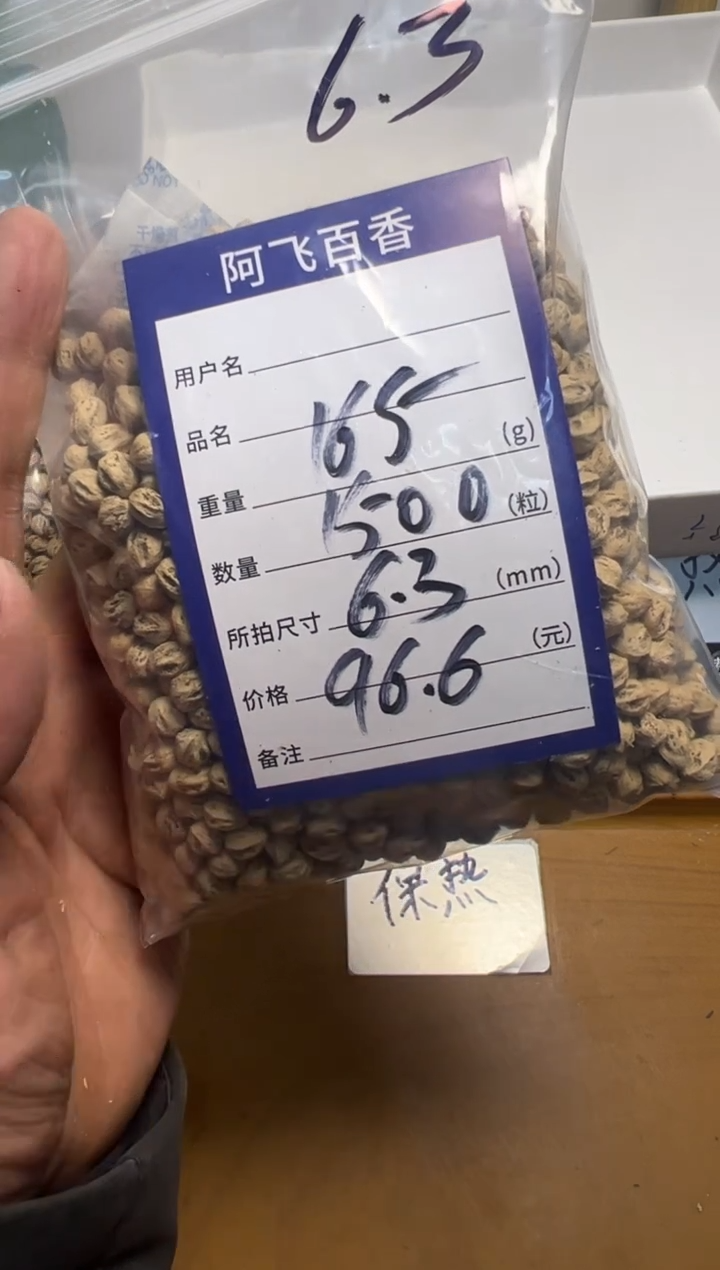 6.3
阿飞百香
用户名
品名
165
重量 (g)
1500
数量 (粒)
6.3
所拍尺寸 (mm)
96.6
价格 (元)
备注
保热